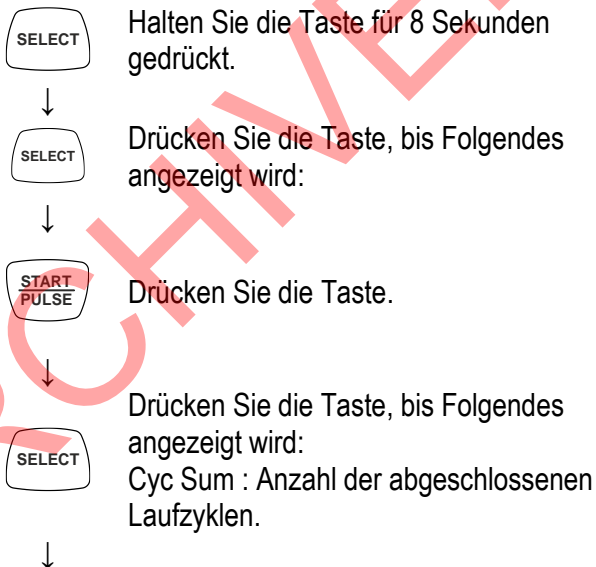 SELECT
Halten Sie die Taste für 8 Sekunden
gedrückt.
↓
SELECT
Drücken Sie die Taste, bis Folgendes
angezeigt wird:
↓
START
PULSE
Drücken Sie die Taste.
↓
SELECT
Drücken Sie die Taste, bis Folgendes
angezeigt wird:
Cyc Sum : Anzahl der abgeschlossenen
Laufzyklen.
↓
RCHIVE